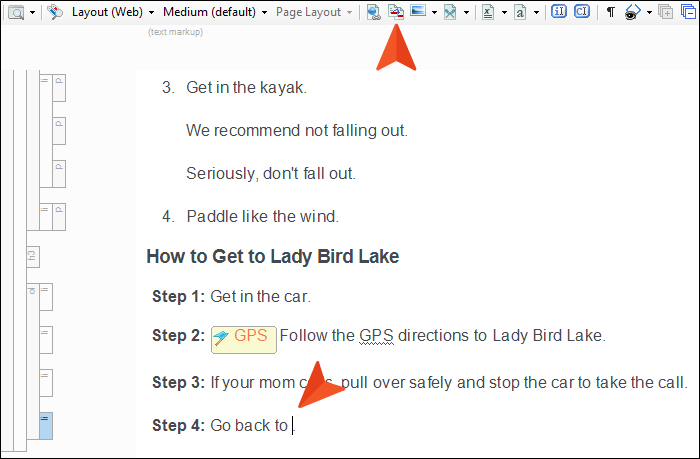 Layout (Web) Medium (default) Page Layout
(text markup)
3. Get in the kayak.
We recommend not falling out.
Seriously, don't fall out.
4. Paddle like the wind.
How to Get to Lady Bird Lake
Step 1: Get in the car.
Step 2: GPS Follow the GPS directions to Lady Bird Lake.
Step 3: If your mom calls, pull over safely and stop the car to take the call.
Step 4: Go back to .